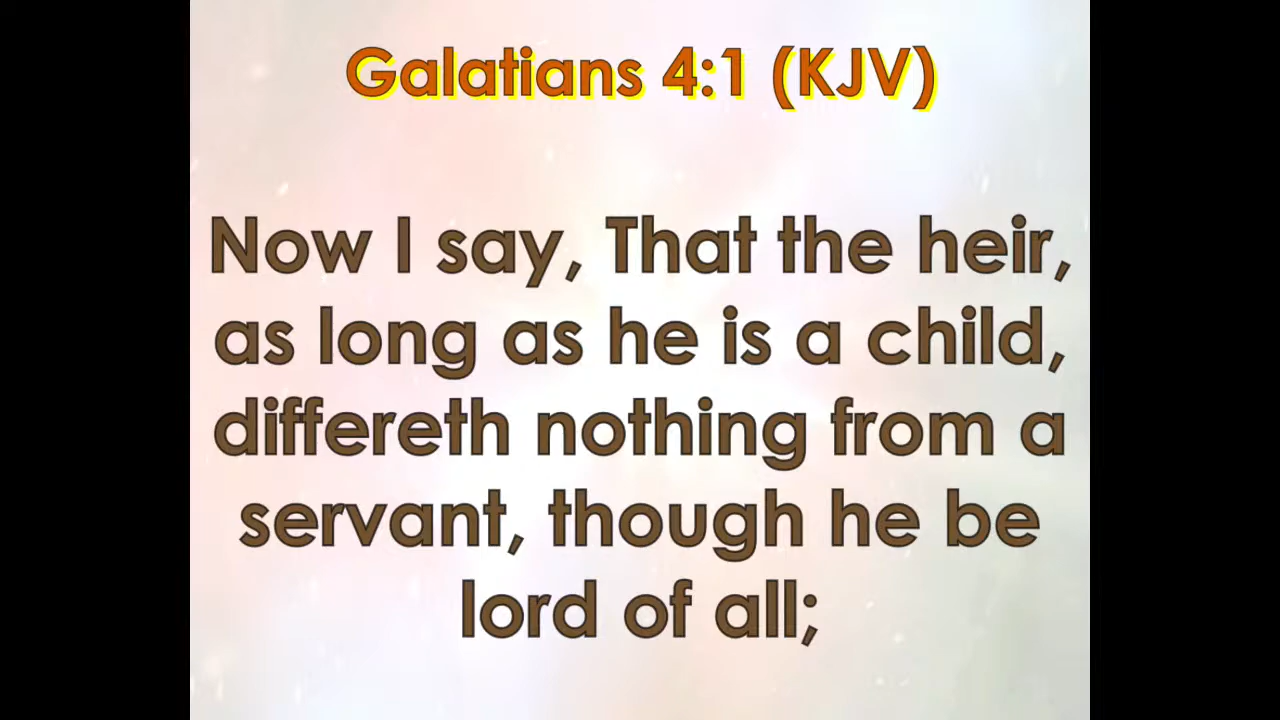 Galatians 4:1 (KJV)
Now I say, That the heir,
as long as he is a child,
differeth nothing from a
servant, though he be
lord of all;